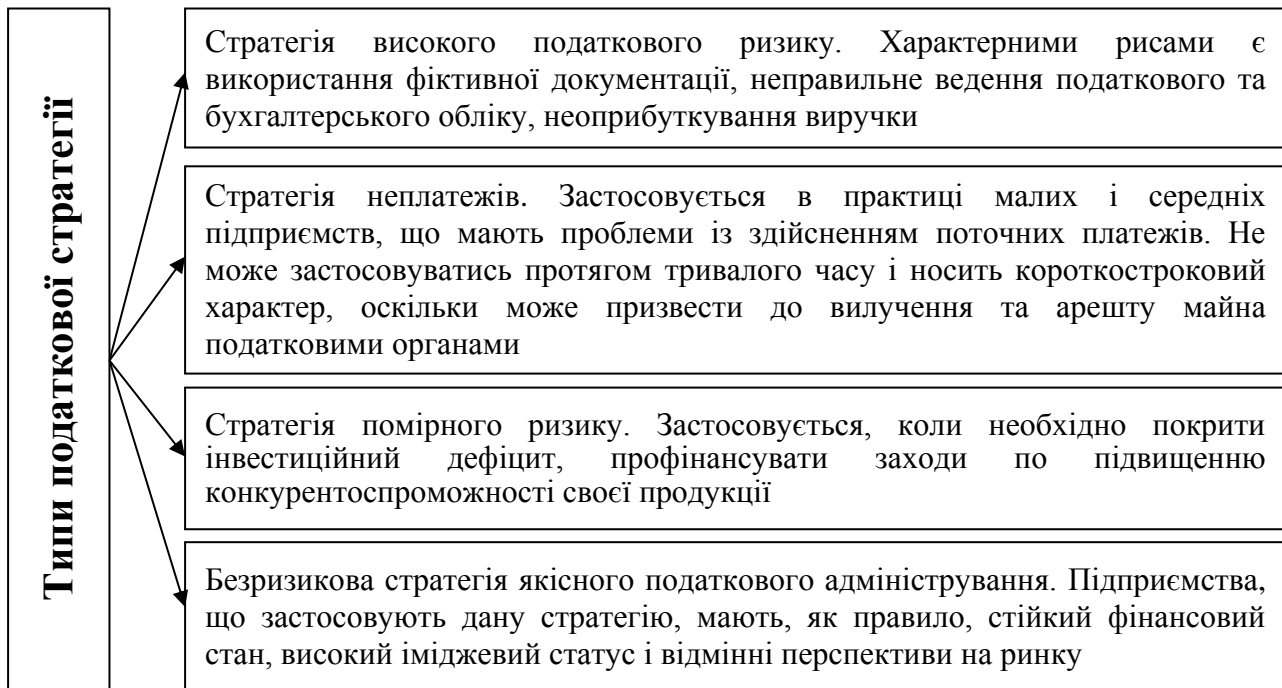 Типи податкової стратегії
Стратегія високого податкового ризику. Характерними рисами є
використання фіктивної документації, неправильне ведення податкового та
бухгалтерського обліку, неоприбуткування виручки
Стратегія неплатежів. Застосовується в практиці малих і середніх
підприємств, що мають проблеми із здійсненням поточних платежів. Не
може застосовуватись протягом тривалого часу і носить короткостроковий
характер, оскільки може призвести до вилучення та арешту майна
податковими органами
Стратегія помірного ризику. Застосовується, коли необхідно покрити
інвестиційний дефіцит, профінансувати заходи по підвищенню
конкурентоспроможності своєї продукції
Безризикова стратегія якісного податкового адміністрування. Підприємства,
що застосовують дану стратегію, мають, як правило, стійкий фінансовий
стан, високий іміджевий статус і відмінні перспективи на ринку